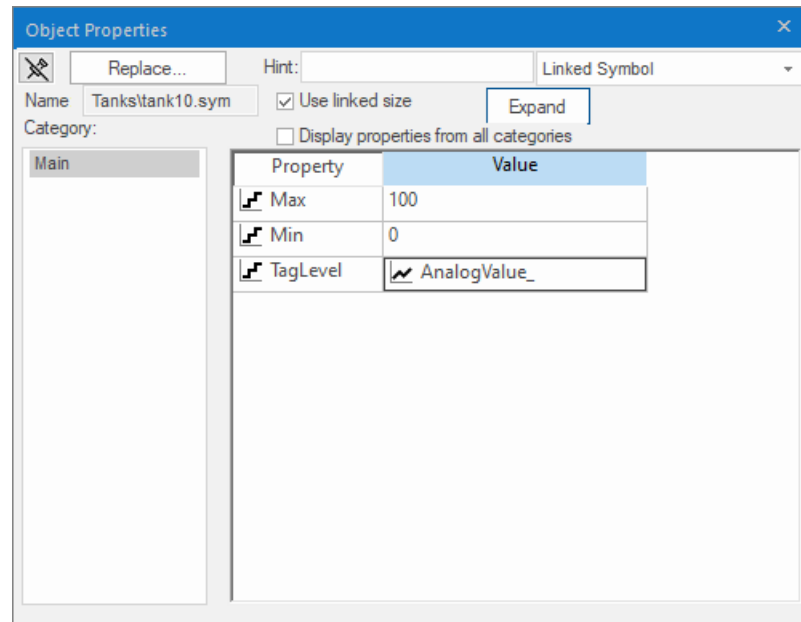 Object Properties
Replace... Hint: Linked Symbol
Name Tanks\tank10.sym Use linked size Expand
Category: Display properties from all categories
Main Property Value
Max 100
Min 0
TagLevel AnalogValue_